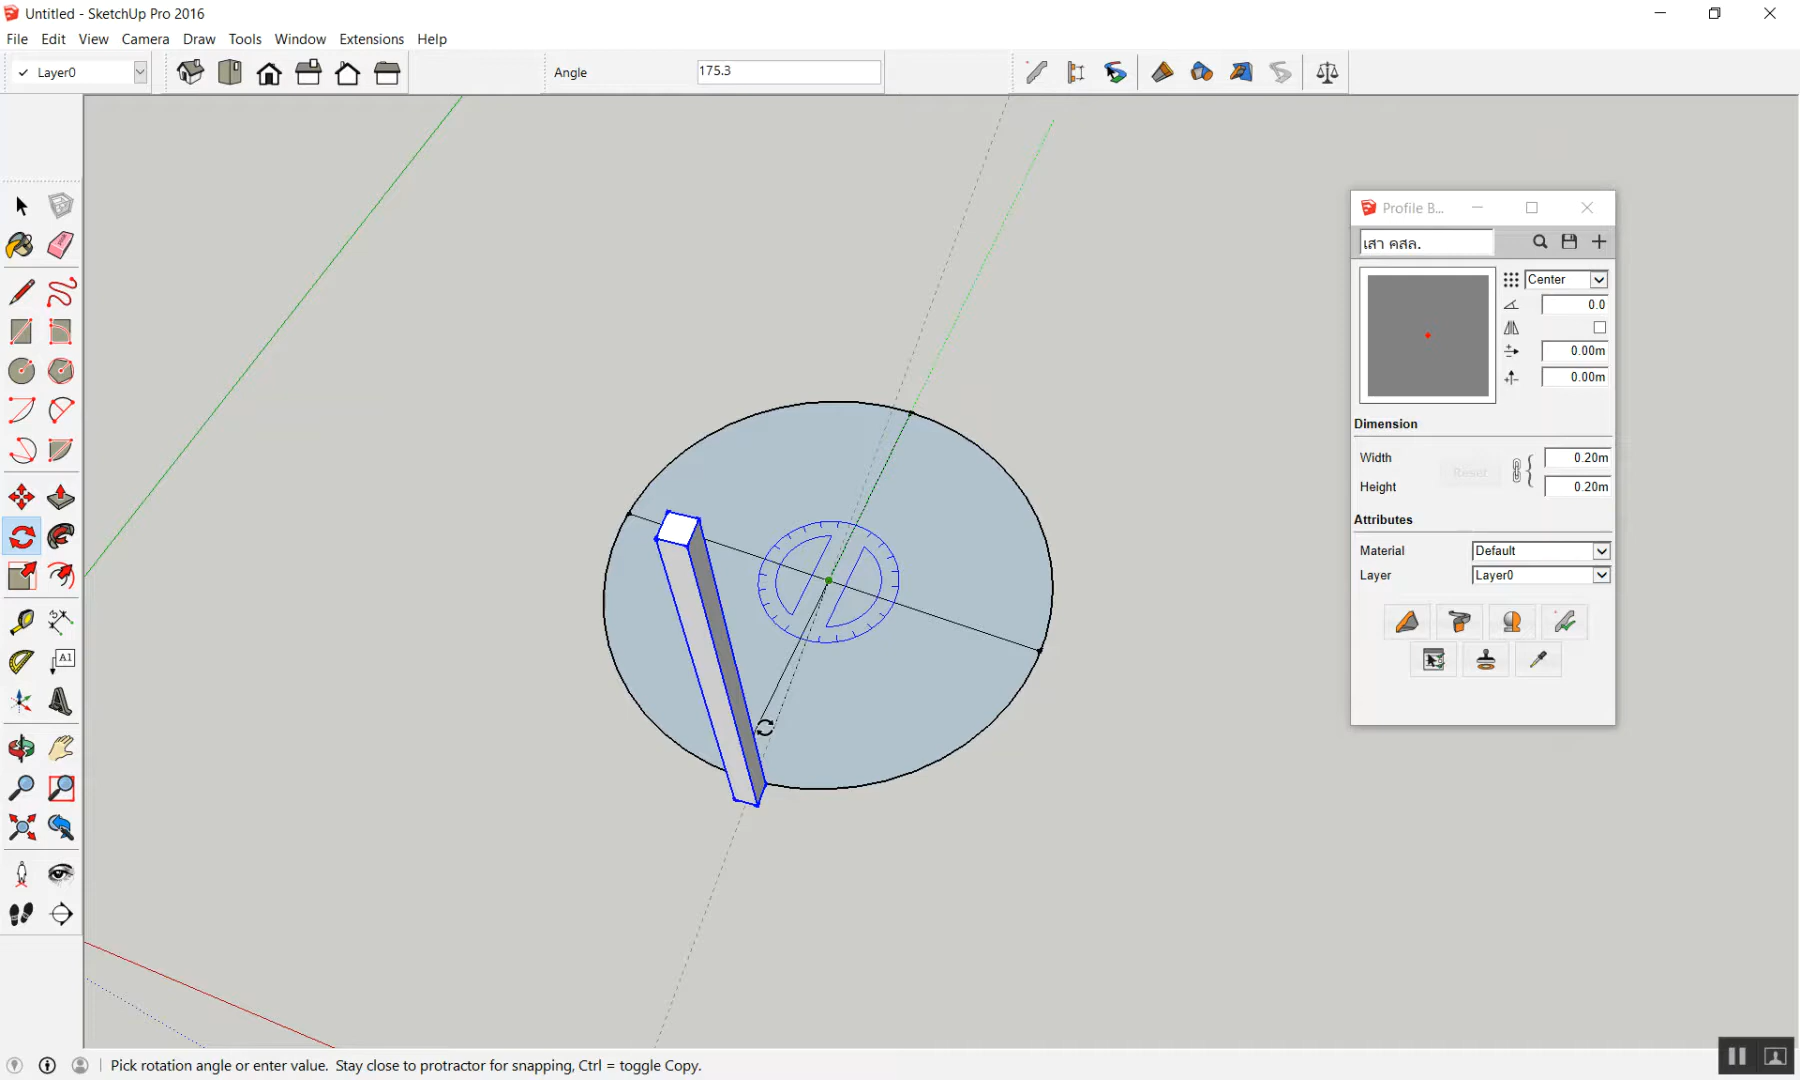 Untitled - SketchUp Pro 2016
File Edit View Camera Draw Tools Window Extensions Help
Layer0
Angle 175.3
Profile B...
เสา คสล.
Center
0.0
0.00m
0.00m
Dimension
Width 0.20m
Reset
Height 0.20m
Attributes
Material Default
Layer Layer0
A1
Pick rotation angle or enter value. Stay close to protractor for snapping, Ctrl = toggle Copy.